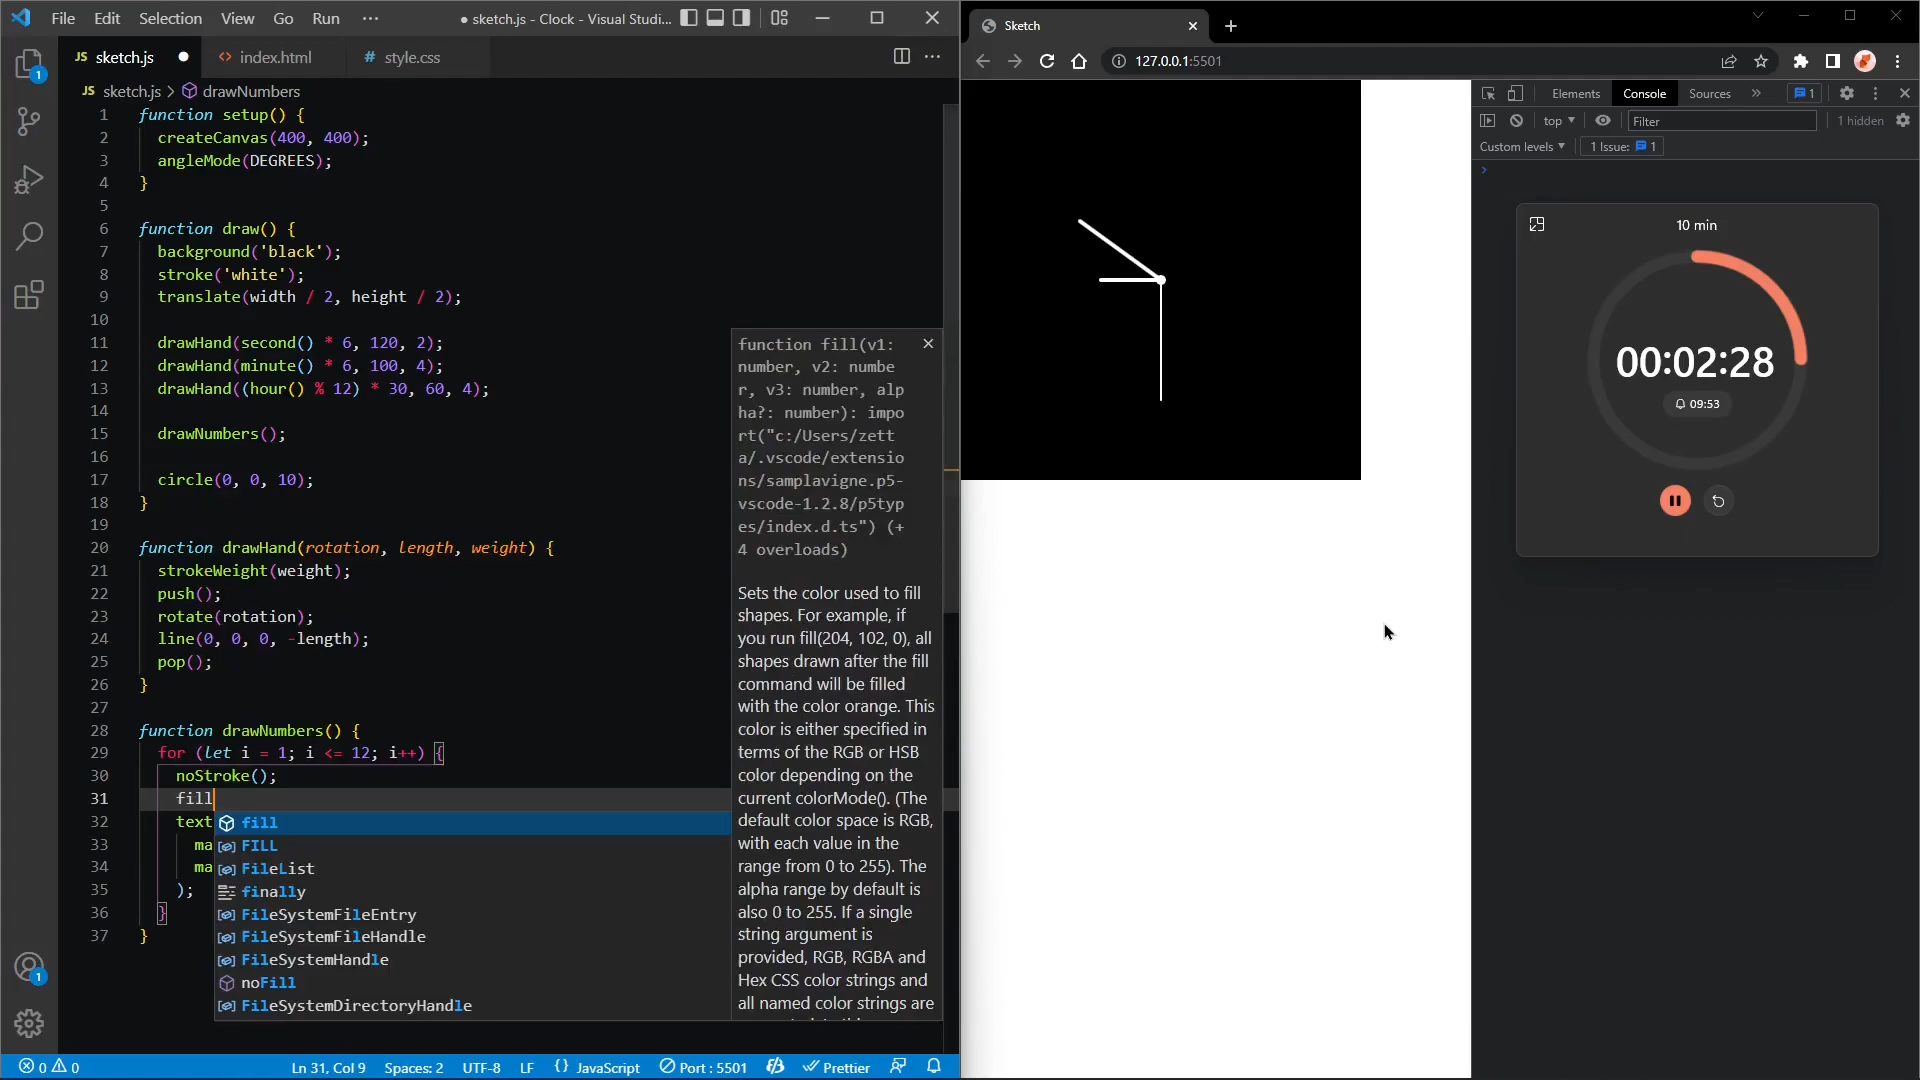 File Edit Selection View Go Run ··· ● sketch.js - Clock - Visual Studi...
JS sketch.js ● <> index.html # style.css ···
JS sketch.js > drawNumbers
1 function setup() {
2 createCanvas(400, 400);
3 angleMode(DEGREES);
4 }
5
6 function draw() {
7 background('black');
8 stroke('white');
9 translate(width / 2, height / 2);
10
11 drawHand(second() * 6, 120, 2);
12 drawHand(minute() * 6, 100, 4);
13 drawHand((hour() % 12) * 30, 60, 4);
14
15 drawNumbers();
16
17 circle(0, 0, 10);
18 }
19
20 function drawHand(rotation, length, weight) {
21 strokeWeight(weight);
22 push();
23 rotate(rotation);
24 line(0, 0, 0, -length);
25 pop();
26 }
27
28 function drawNumbers() {
29 for (let i = 1; i <= 12; i++) {
30 noStroke();
31 fill
32 text
33 ma
34 ma
35 );
36 }
37 }
fill
FILL
FileList
finally
FileSystemFileEntry
FileSystemFileHandle
FileSystemHandle
noFill
FileSystemDirectoryHandle
function fill(v1:
number, v2: numbe
r, v3: number, alp
ha?: number): impo
rt("c:/Users/zett
a/.vscode/extensio
ns/samplavigne.p5-
vscode-1.2.8/p5typ
es/index.d.ts") (+
4 overloads)
Sets the color used to fill
shapes. For example, if
you run fill(204, 102, 0), all
shapes drawn after the fill
command will be filled
with the color orange. This
color is either specified in
terms of the RGB or HSB
color depending on the
current colorMode(). (The
default color space is RGB,
with each value in the
range from 0 to 255). The
alpha range by default is
also 0 to 255. If a single
string argument is
provided, RGB, RGBA and
Hex CSS color strings and
all named color strings are
1
1
0 0 Ln 31, Col 9 Spaces: 2 UTF-8 LF {} JavaScript Port : 5501 Prettier
Sketch
127.0.0.1:5501
Elements Console Sources » 1
top Filter 1 hidden
Custom levels 1 Issue: 1
10 min
00:02:28
09:53